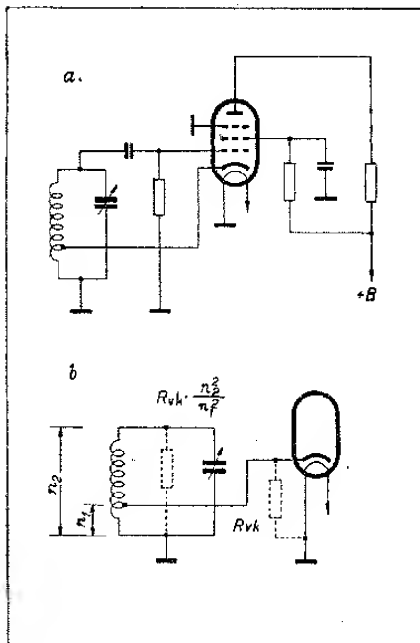 a.
+B
b
Rvk · n₂²/n₁²
n₂
n₁
Rvk